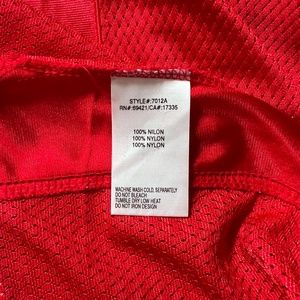 STYLE#:7012A
RN#:69421/CA#:17335
100% NILON
100% NYLON
100% NYLON
MACHINE WASH COLD, SEPARATELY
DO NOT BLEACH
TUMBLE DRY LOW HEAT
DO NOT IRON DESIGN